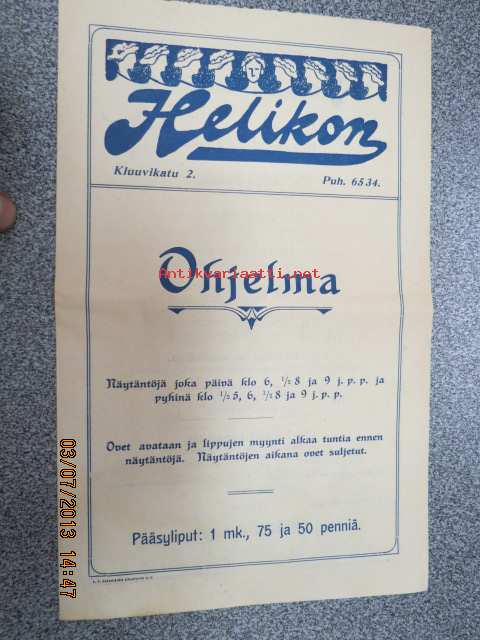 Helikon
Kluuvikatu 2. Puh. 6534.
Ohjelma
Antikvariaatti.net
Näytäntöjä joka päivä klo 6, 1/2 8 ja 9 j. p. p. ja
pyhinä klo 1/2 5, 6, 1/2 8 ja 9 j. p. p.
Ovet avataan ja lippujen myynti alkaa tuntia ennen
näytäntöjä. Näytäntöjen aikana ovet suljetut.
Pääsyliput: 1 mk., 75 ja 50 penniä.
03/07/2013 14:47